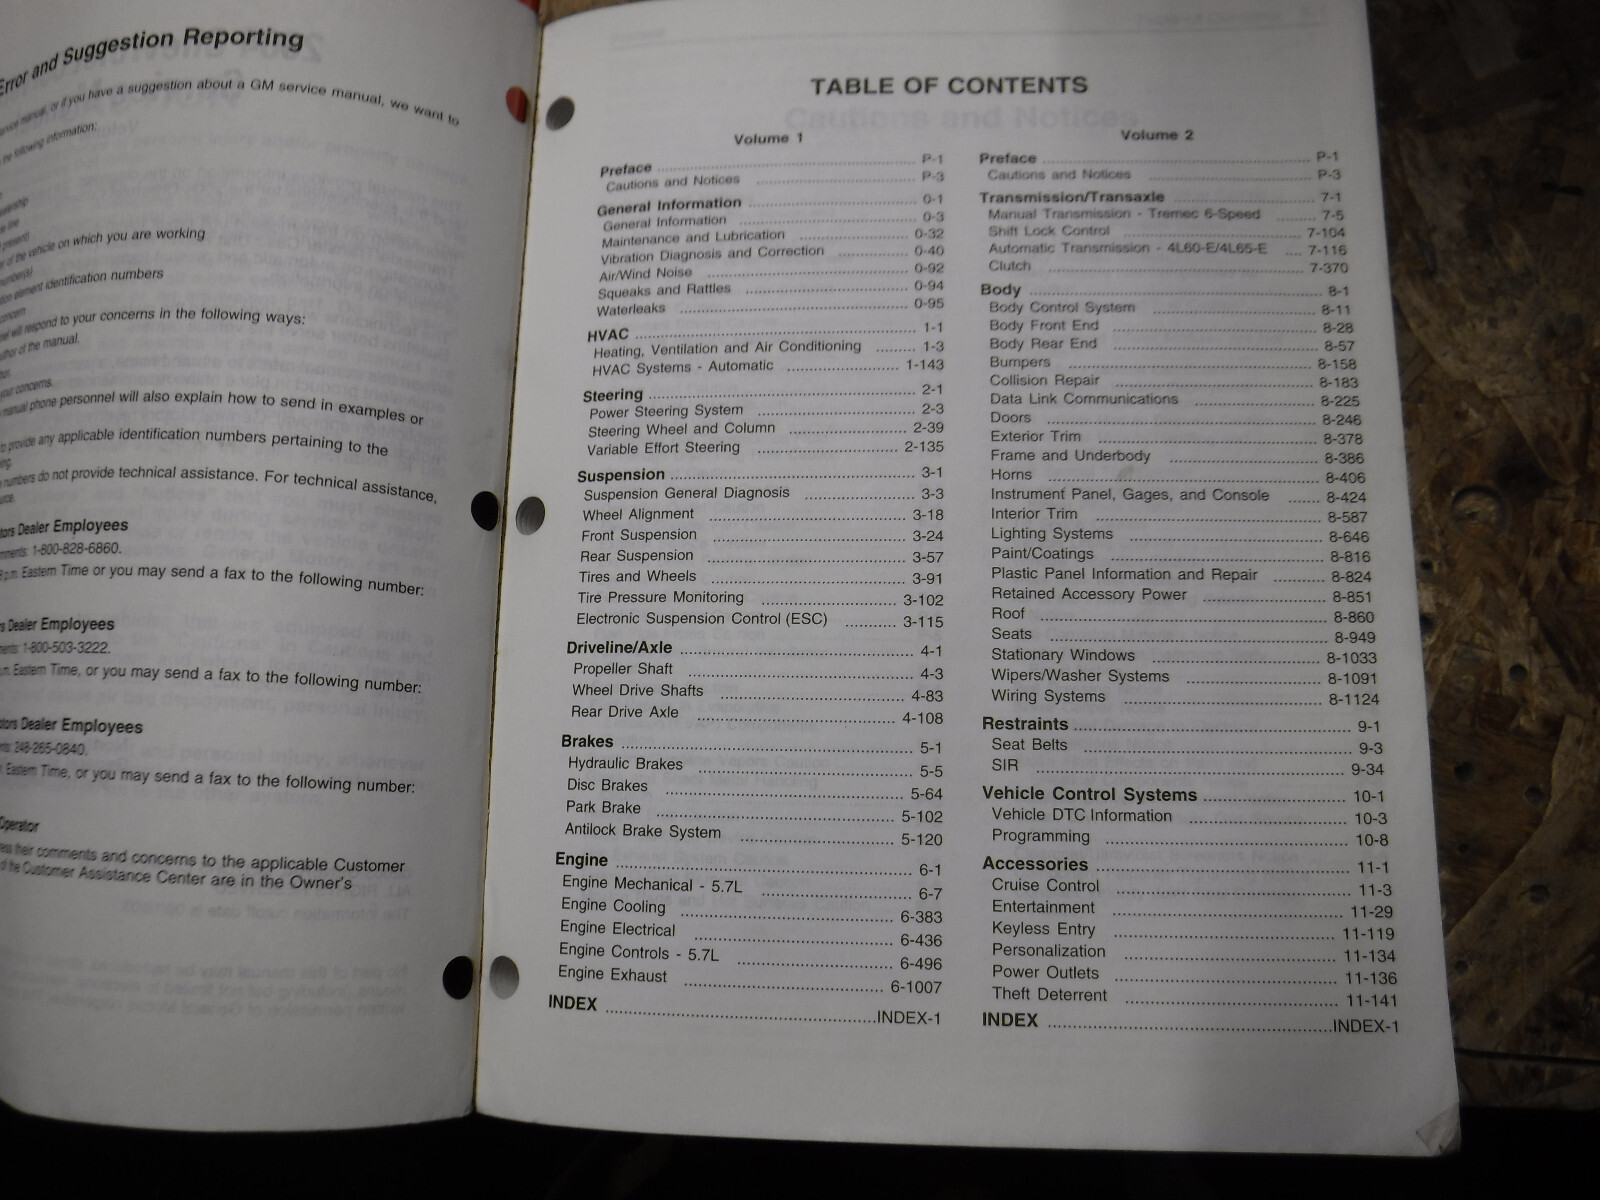 Error and Suggestion Reporting
service manual, or if you have a suggestion about a GM service manual, we want to
the following information:
of the vehicle on which you are working
element identification numbers
will respond to your concerns in the following ways:
of the manual.
your concerns.
manual phone personnel will also explain how to send in examples or
to provide any applicable identification numbers pertaining to the
numbers do not provide technical assistance. For technical assistance,
Dealer Employees
1-800-828-6860.
p.m. Eastern Time or you may send a fax to the following number:
Dealer Employees
1-800-503-3222.
Eastern Time, or you may send a fax to the following number:
Dealer Employees
248-265-0840.
Eastern Time, or you may send a fax to the following number:
Operator
their comments and concerns to the applicable Customer
of the Customer Assistance Center are in the Owner's
TABLE OF CONTENTS
Volume 1
Preface ........ P-1
Cautions and Notices ........ P-3
General Information ........ 0-1
General Information ........ 0-3
Maintenance and Lubrication ........ 0-32
Vibration Diagnosis and Correction ........ 0-40
Air/Wind Noise ........ 0-92
Squeaks and Rattles ........ 0-94
Waterleaks ........ 0-95
HVAC ........ 1-1
Heating, Ventilation and Air Conditioning ........ 1-3
HVAC Systems - Automatic ........ 1-143
Steering ........ 2-1
Power Steering System ........ 2-3
Steering Wheel and Column ........ 2-39
Variable Effort Steering ........ 2-135
Suspension ........ 3-1
Suspension General Diagnosis ........ 3-3
Wheel Alignment ........ 3-18
Front Suspension ........ 3-24
Rear Suspension ........ 3-57
Tires and Wheels ........ 3-91
Tire Pressure Monitoring ........ 3-102
Electronic Suspension Control (ESC) ........ 3-115
Driveline/Axle ........ 4-1
Propeller Shaft ........ 4-3
Wheel Drive Shafts ........ 4-83
Rear Drive Axle ........ 4-108
Brakes ........ 5-1
Hydraulic Brakes ........ 5-5
Disc Brakes ........ 5-64
Park Brake ........ 5-102
Antilock Brake System ........ 5-120
Engine ........ 6-1
Engine Mechanical - 5.7L ........ 6-7
Engine Cooling ........ 6-383
Engine Electrical ........ 6-436
Engine Controls - 5.7L ........ 6-496
Engine Exhaust ........ 6-1007
INDEX ........ INDEX-1
Volume 2
Preface ........ P-1
Cautions and Notices ........ P-3
Transmission/Transaxle ........ 7-1
Manual Transmission - Tremec 6-Speed ........ 7-5
Shift Lock Control ........ 7-104
Automatic Transmission - 4L60-E/4L65-E .... 7-116
Clutch ........ 7-370
Body ........ 8-1
Body Control System ........ 8-11
Body Front End ........ 8-28
Body Rear End ........ 8-57
Bumpers ........ 8-158
Collision Repair ........ 8-183
Data Link Communications ........ 8-225
Doors ........ 8-246
Exterior Trim ........ 8-378
Frame and Underbody ........ 8-386
Horns ........ 8-406
Instrument Panel, Gages, and Console ........ 8-424
Interior Trim ........ 8-587
Lighting Systems ........ 8-646
Paint/Coatings ........ 8-816
Plastic Panel Information and Repair ........ 8-824
Retained Accessory Power ........ 8-851
Roof ........ 8-860
Seats ........ 8-949
Stationary Windows ........ 8-1033
Wipers/Washer Systems ........ 8-1091
Wiring Systems ........ 8-1124
Restraints ........ 9-1
Seat Belts ........ 9-3
SIR ........ 9-34
Vehicle Control Systems ........ 10-1
Vehicle DTC Information ........ 10-3
Programming ........ 10-8
Accessories ........ 11-1
Cruise Control ........ 11-3
Entertainment ........ 11-29
Keyless Entry ........ 11-119
Personalization ........ 11-134
Power Outlets ........ 11-136
Theft Deterrent ........ 11-141
INDEX ........ INDEX-1